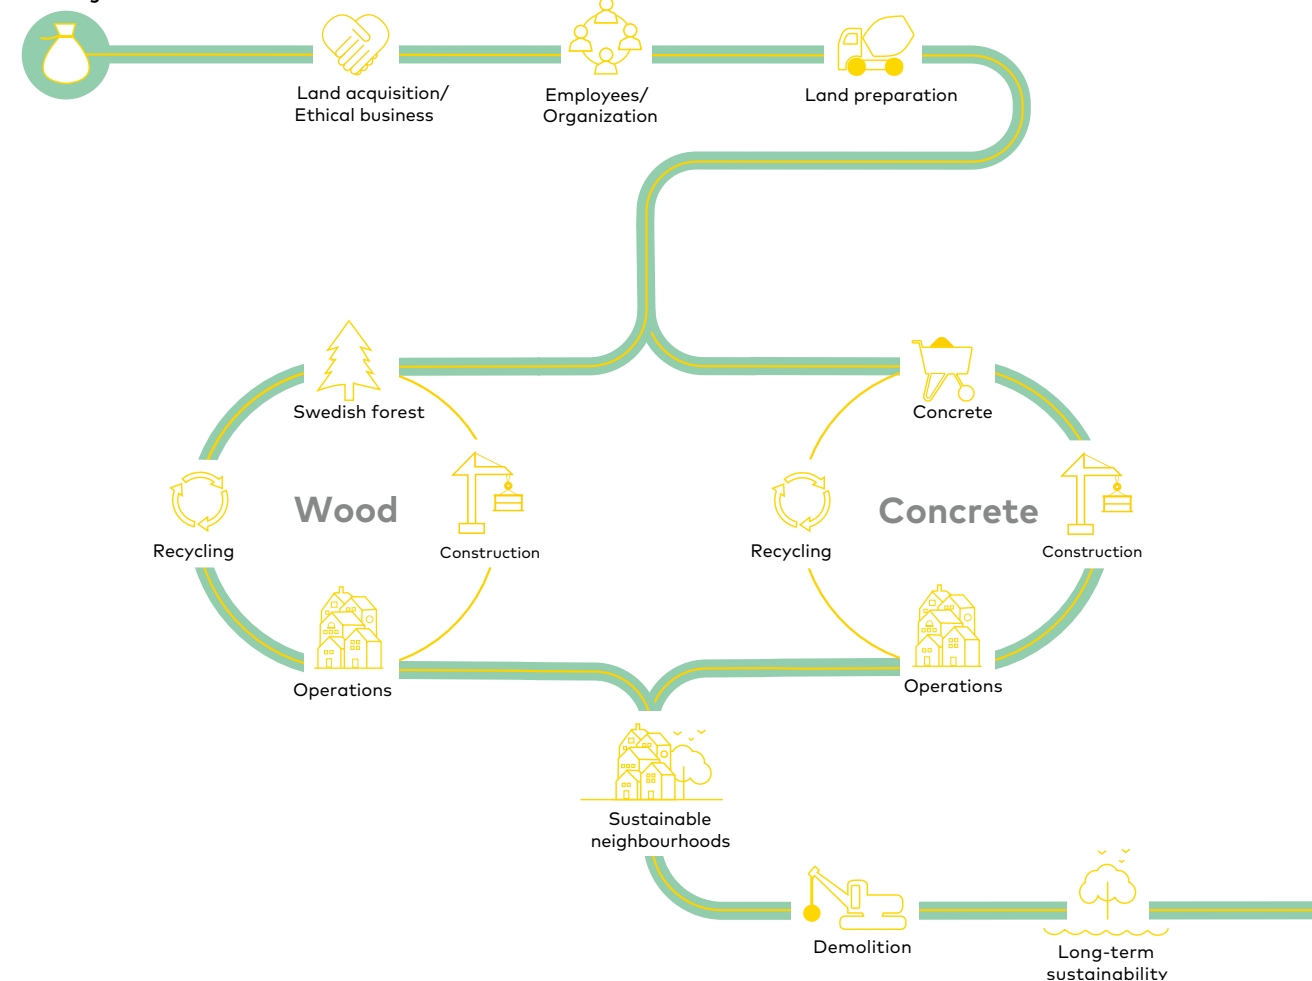 Land acquisition/
Ethical business
Employees/
Organization
Land preparation
Swedish forest
Concrete
Wood
Concrete
Recycling
Construction
Recycling
Construction
Operations
Operations
Sustainable
neighbourhoods
Demolition
Long-term
sustainability